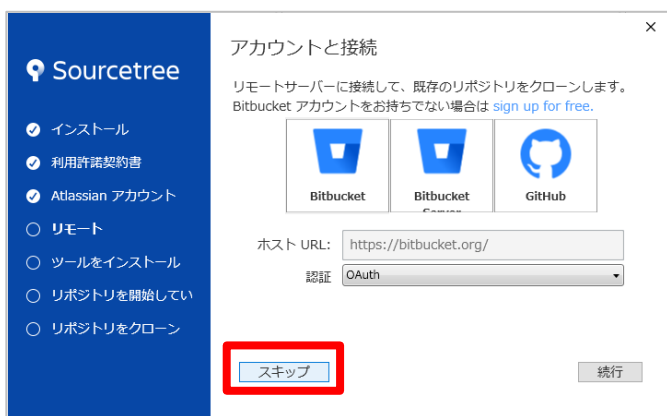 Sourcetree
インストール
利用許諾契約書
Atlassian アカウント
リモート
ツールをインストール
リポジトリを開始してい
リポジトリをクローン
×
アカウントと接続
リモートサーバーに接続して、既存のリポジトリをクローンします。
Bitbucket アカウントをお持ちでない場合は sign up for free.
Bitbucket
Bitbucket
Server
GitHub
ホスト URL: https://bitbucket.org/
認証 OAuth
スキップ
続行